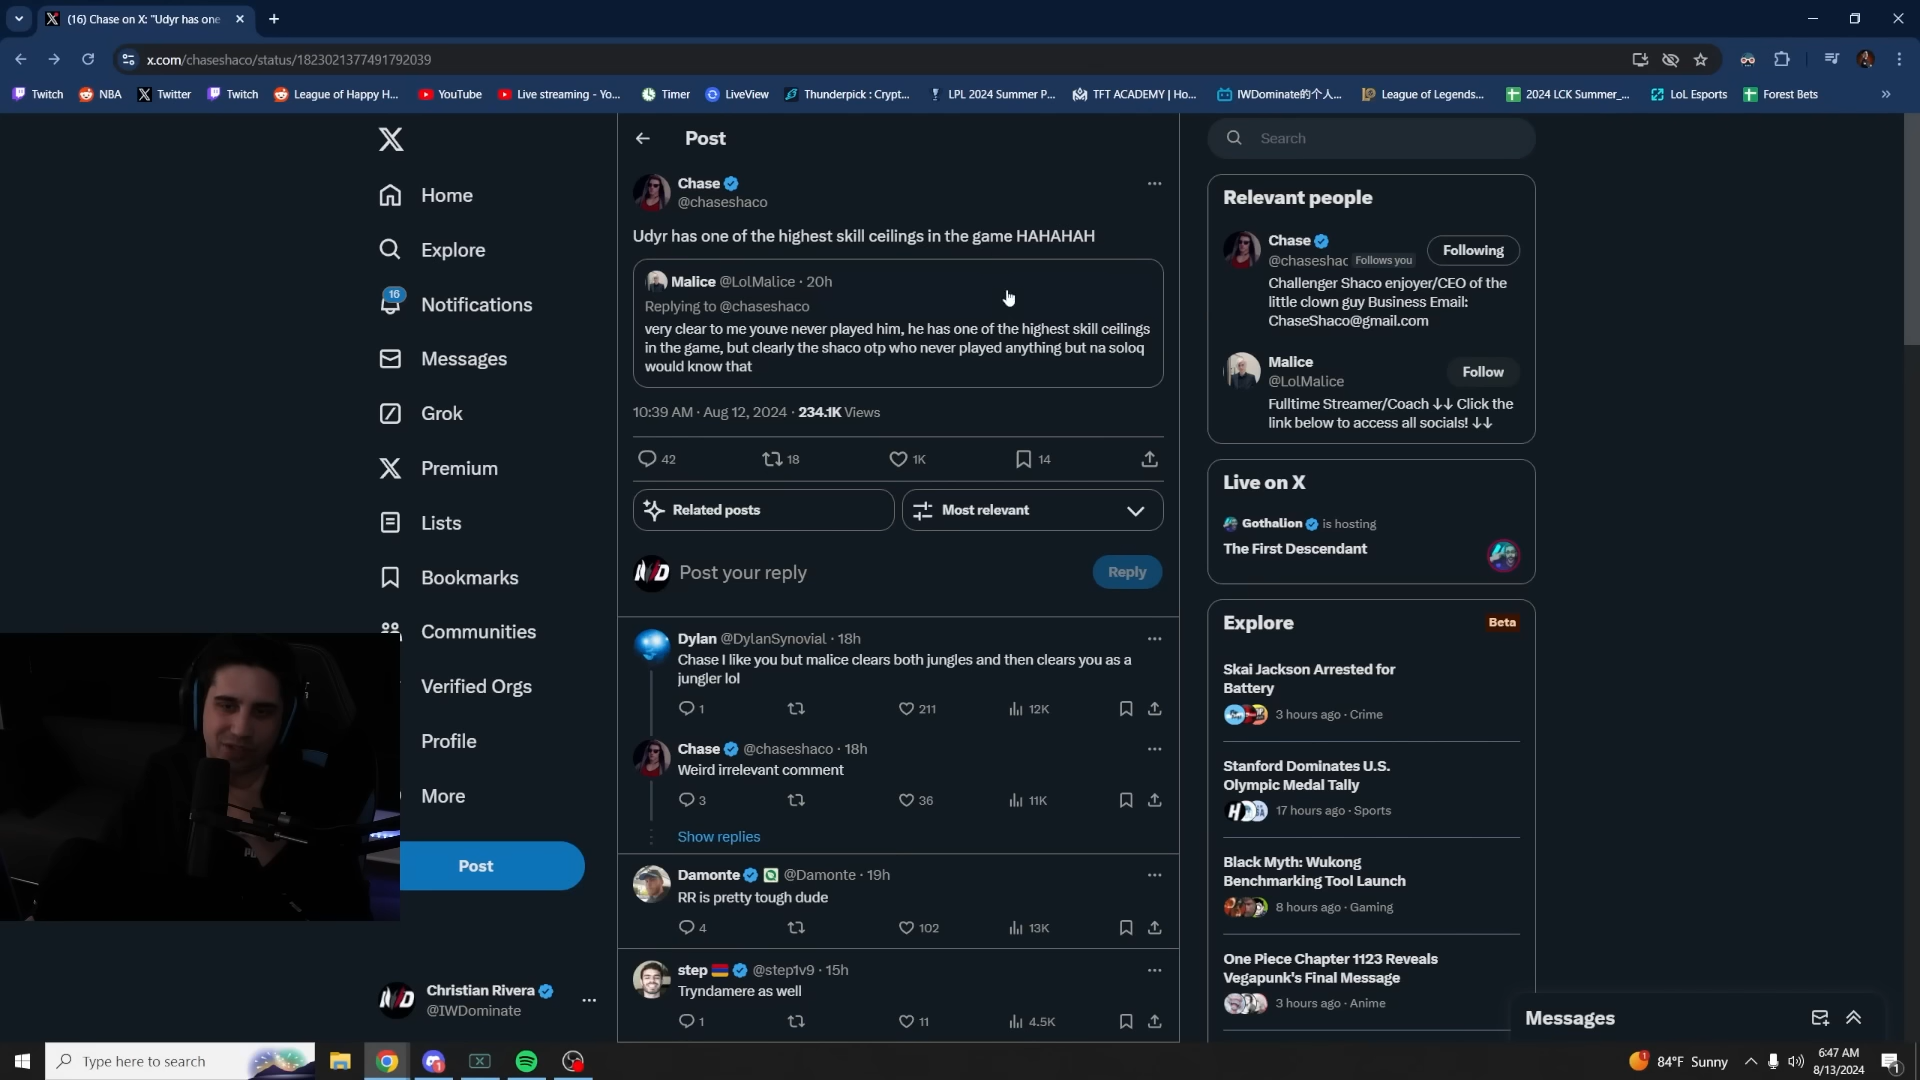 (16) Chase on X: "Udyr has one
x.com/chaseshaco/status/1823021377491792039
Twitch
NBA
Twitter
Twitch
League of Happy H...
YouTube
Live streaming - Yo...
Timer
LiveView
Thunderpick : Crypt...
LPL 2024 Summer P...
TFT ACADEMY | Ho...
IWDominate的个人...
League of Legends...
2024 LCK Summer_...
LoL Esports
Forest Bets
Home
Explore
16
Notifications
Messages
Grok
Premium
Lists
Bookmarks
Communities
Verified Orgs
Profile
More
Post
Christian Rivera
@IWDominate
Post
Chase
@chaseshaco
Udyr has one of the highest skill ceilings in the game HAHAHAH
Malice @LolMalice · 20h
Replying to @chaseshaco
very clear to me youve never played him, he has one of the highest skill ceilings
in the game, but clearly the shaco otp who never played anything but na soloq
would know that
10:39 AM · Aug 12, 2024 · 234.1K Views
42 18 1K 14
Related posts
Most relevant
Post your reply
Reply
Dylan @DylanSynovial · 18h
Chase I like you but malice clears both jungles and then clears you as a
jungler lol
1 211 12K
Chase @chaseshaco · 18h
Weird irrelevant comment
3 36 11K
Show replies
Damonte @Damonte · 19h
RR is pretty tough dude
4 102 13K
step @step1v9 · 15h
Tryndamere as well
1 11 4.5K
Search
Relevant people
Chase
@chaseshac Follows you
Following
Challenger Shaco enjoyer/CEO of the
little clown guy Business Email:
ChaseShaco@gmail.com
Malice
@LolMalice
Follow
Fulltime Streamer/Coach ↓↓ Click the
link below to access all socials! ↓↓
Live on X
Gothalion is hosting
The First Descendant
Explore
Beta
Skai Jackson Arrested for
Battery
3 hours ago · Crime
Stanford Dominates U.S.
Olympic Medal Tally
17 hours ago · Sports
Black Myth: Wukong
Benchmarking Tool Launch
8 hours ago · Gaming
One Piece Chapter 1123 Reveals
Vegapunk's Final Message
3 hours ago · Anime
Messages
Type here to search
84°F Sunny
6:47 AM
8/13/2024